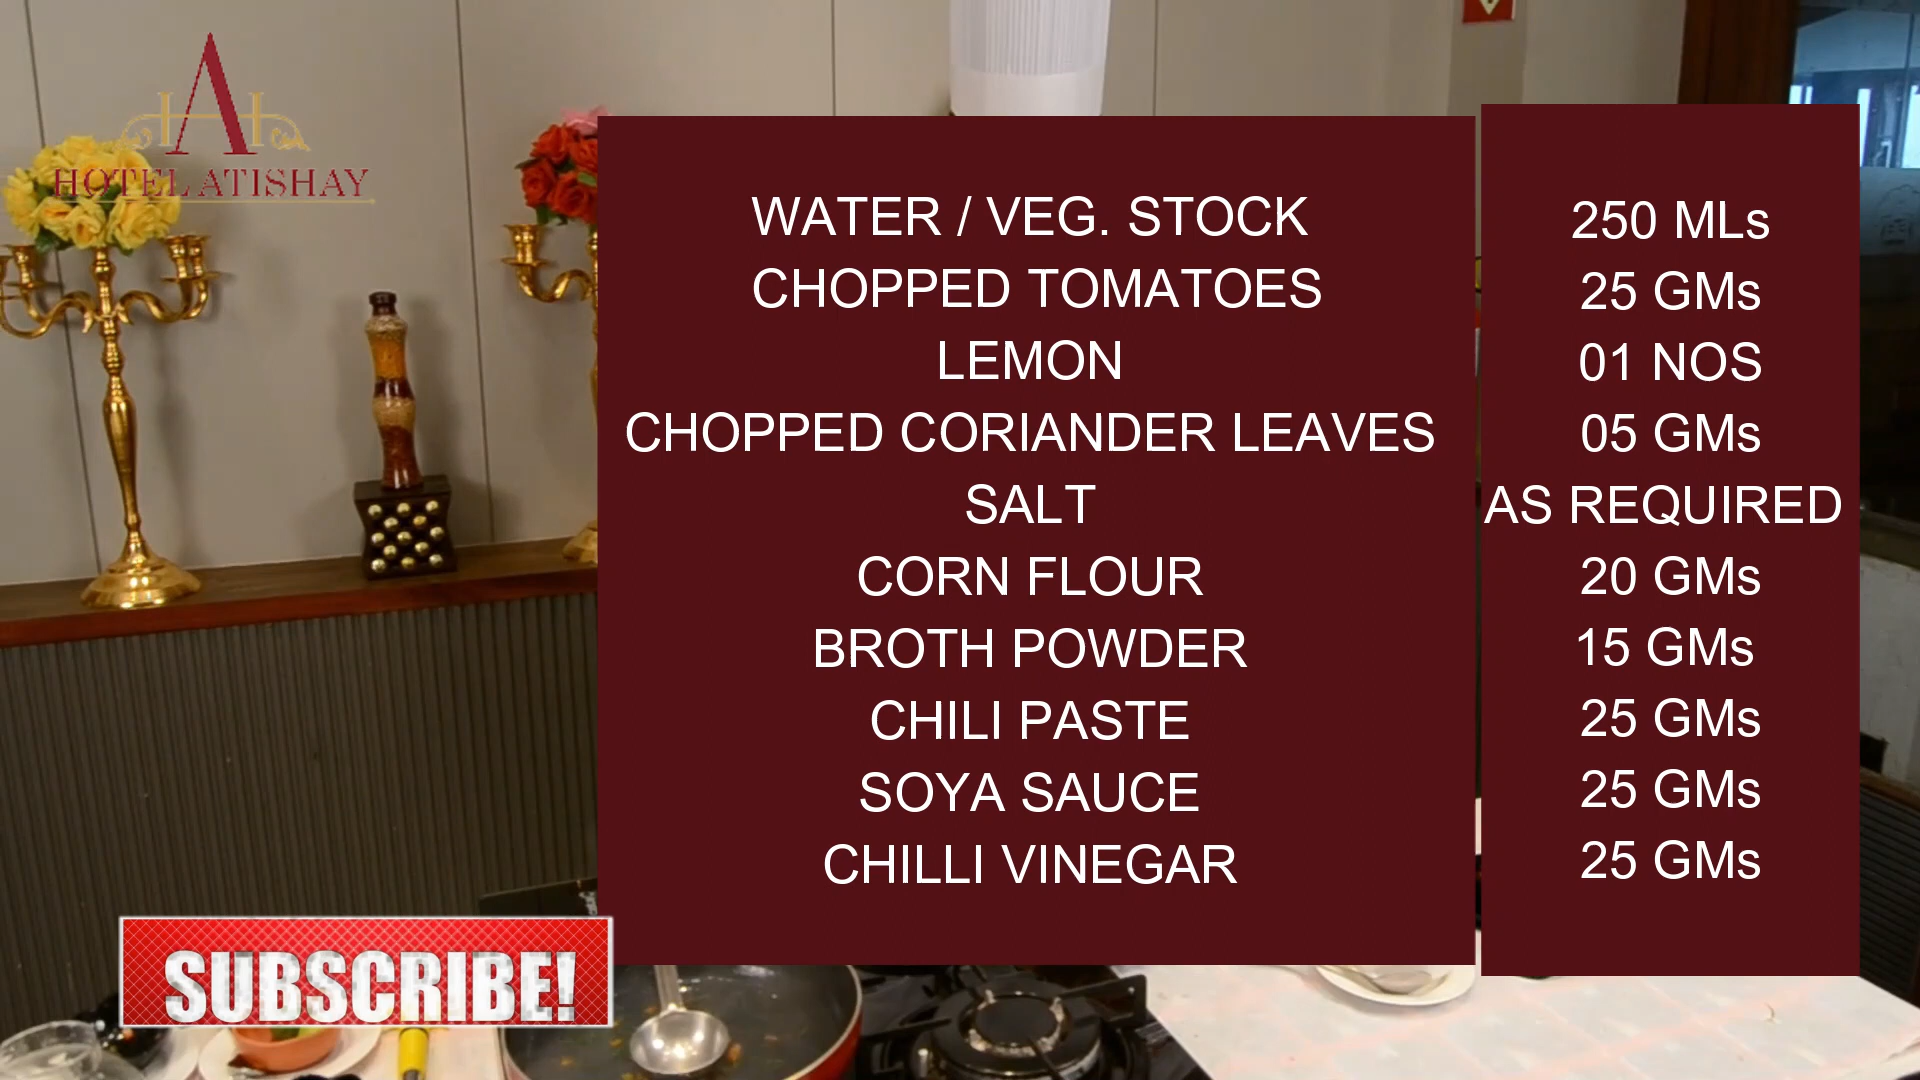 HOTEL ATISHAY
WATER / VEG. STOCK 250 MLs
CHOPPED TOMATOES 25 GMs
LEMON 01 NOS
CHOPPED CORIANDER LEAVES 05 GMs
SALT AS REQUIRED
CORN FLOUR 20 GMs
BROTH POWDER 15 GMs
CHILI PASTE 25 GMs
SOYA SAUCE 25 GMs
CHILLI VINEGAR 25 GMs
SUBSCRIBE!